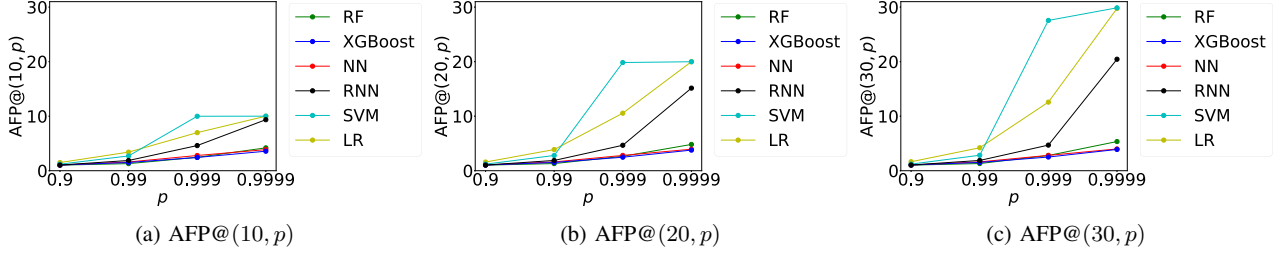 AFP@(10, p)
30
20
10
0
0.9
0.99
0.999
0.9999
p
RF
XGBoost
NN
RNN
SVM
LR
(a) AFP@(10, p)
AFP@(20, p)
30
20
10
0
0.9
0.99
0.999
0.9999
p
RF
XGBoost
NN
RNN
SVM
LR
(b) AFP@(20, p)
AFP@(30, p)
30
20
10
0
0.9
0.99
0.999
0.9999
p
RF
XGBoost
NN
RNN
SVM
LR
(c) AFP@(30, p)